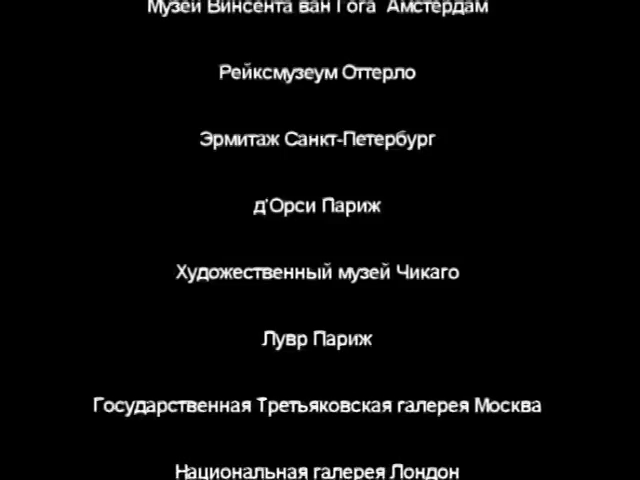 Музей Винсента ван Гога Амстердам
Рейксмузеум Оттерло
Эрмитаж Санкт-Петербург
д'Орси Париж
Художественный музей Чикаго
Лувр Париж
Государственная Третьяковская галерея Москва
Национальная галерея Лондон